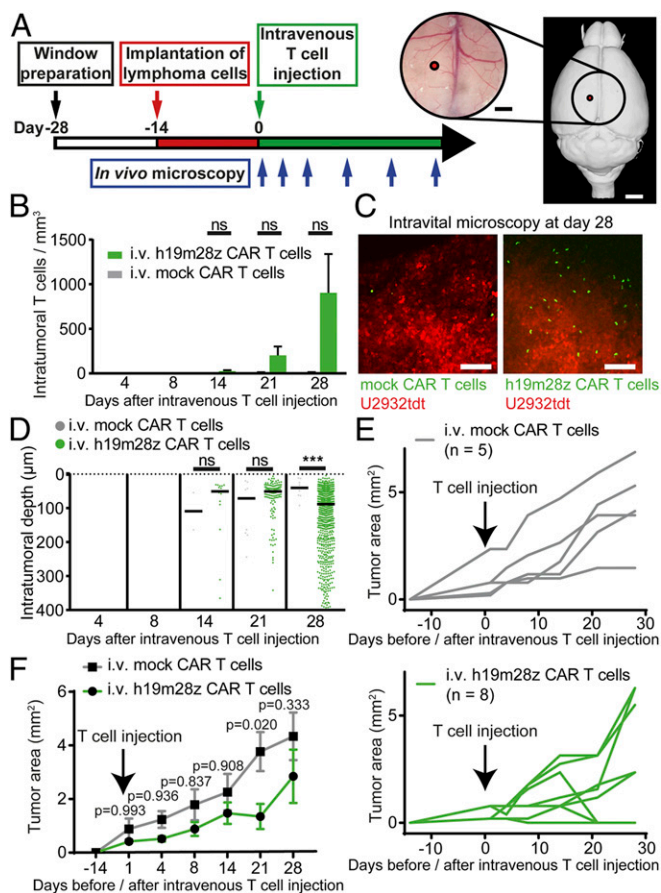 A
Window
preparation
Implantation of
lymphoma cells
Intravenous
T cell
injection
Day-28
-14
0
In vivo microscopy
B
ns
ns
ns
Intratumoral T cells / mm³
1500
1000
500
0
i.v. h19m28z CAR T cells
i.v. mock CAR T cells
4
8
14
21
28
Days after intravenous T cell injection
C
Intravital microscopy at day 28
mock CAR T cells
U2932tdt
h19m28z CAR T cells
U2932tdt
D
i.v. mock CAR T cells
i.v. h19m28z CAR T cells
Intratumoral depth (µm)
0
100
200
300
400
ns
ns
***
4
8
14
21
28
Days after intravenous T cell injection
E
i.v. mock CAR T cells
(n = 5)
T cell injection
Tumor area (mm²)
5
0
-10
0
10
20
30
Days before / after intravenous T cell injection
i.v. h19m28z CAR T cells
(n = 8)
T cell injection
Tumor area (mm²)
5
0
-10
0
10
20
30
Days before / after intravenous T cell injection
F
i.v. mock CAR T cells
i.v. h19m28z CAR T cells
Tumor area (mm²)
6
4
2
0
T cell injection
p=0.993
p=0.936
p=0.837
p=0.908
p=0.020
p=0.333
-14
1
4
8
14
21
28
Days before / after intravenous T cell injection